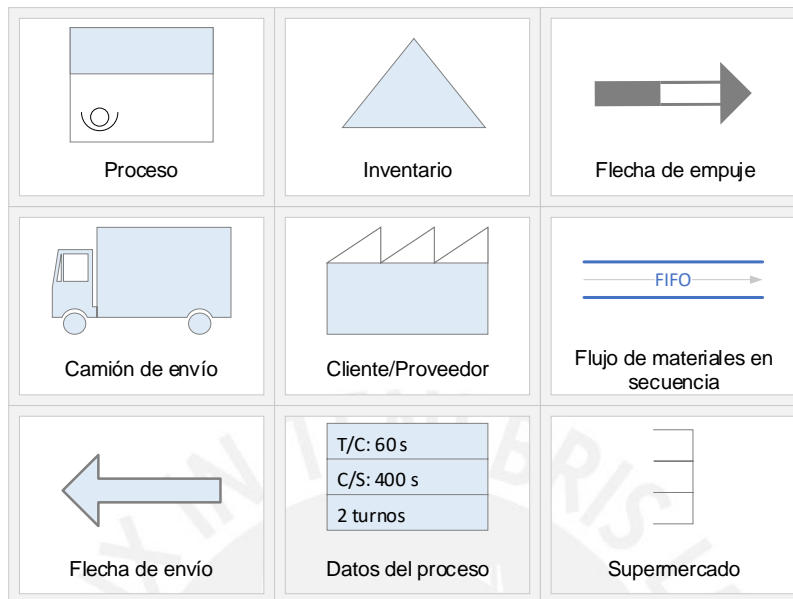 Proceso
Inventario
Flecha de empuje
Camión de envío
Cliente/Proveedor
FIFO
Flujo de materiales en
secuencia
Flecha de envío
T/C: 60 s
C/S: 400 s
2 turnos
Datos del proceso
Supermercado